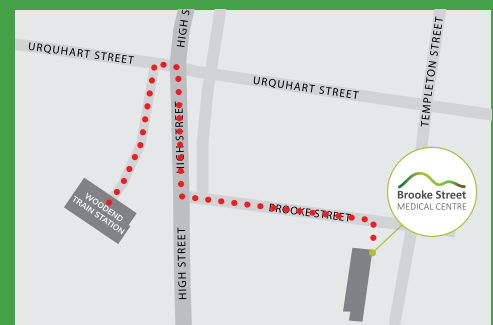 HIGH S
URQUHART STREET
URQUHART STREET
TEMPLETON STREET
HIGH STREET
WOODEND
TRAIN STATION
BROOKE STREET
Brooke Street
MEDICAL CENTRE
HIGH STREET